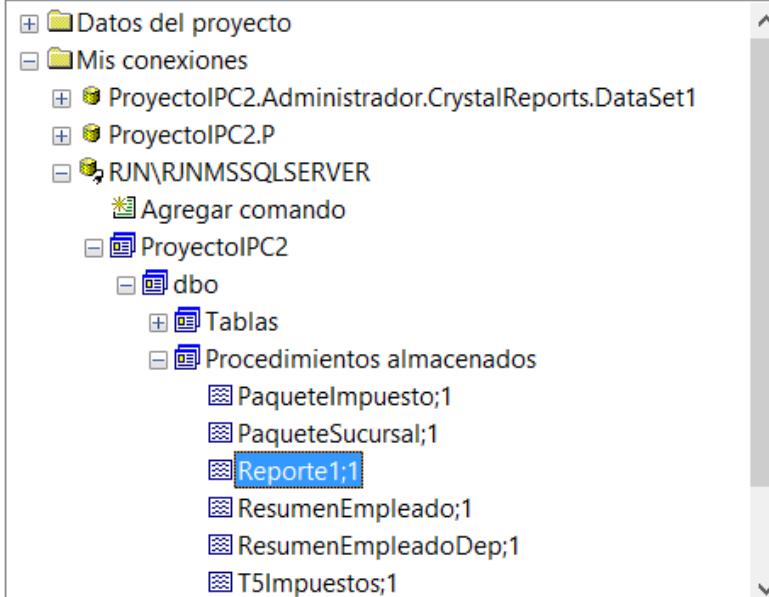 Datos del proyecto
Mis conexiones
ProyectoIPC2.Administrador.CrystalReports.DataSet1
ProyectoIPC2.P
RJN\RJNMSSQLSERVER
Agregar comando
ProyectoIPC2
dbo
Tablas
Procedimientos almacenados
PaqueteImpuesto;1
PaqueteSucursal;1
Reporte1;1
ResumenEmpleado;1
ResumenEmpleadoDep;1
T5Impuestos;1